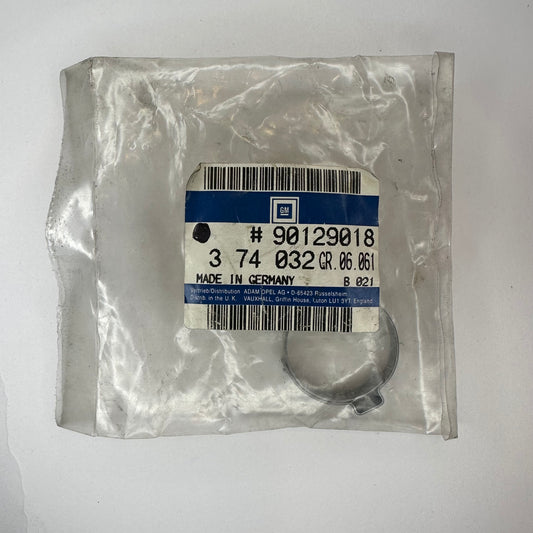 GM
# 90129018
3 74 032 GR.06.061
MADE IN GERMANY B 021
Vertrieb/Distribution ADAM OPEL AG • D-65423 Rüsselsheim
Distrib. in the U.K. VAUXHALL, Griffin House, Luton LU1 3YT, England